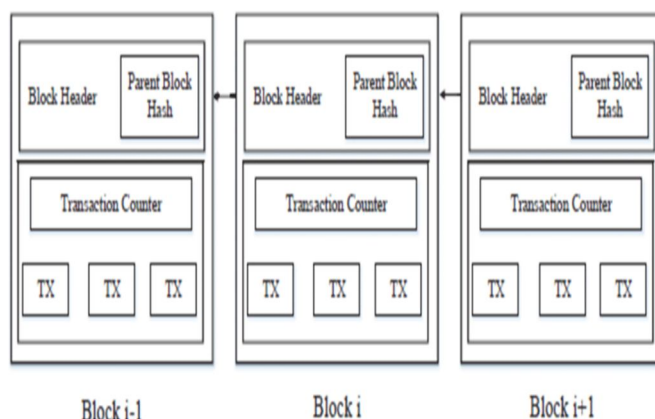 Block Header
Parent Block
Hash
Transaction Counter
TX TX TX
Block i-1
Block Header
Parent Block
Hash
Transaction Counter
TX TX TX
Block i
Block Header
Parent Block
Hash
Transaction Counter
TX TX TX
Block i+1